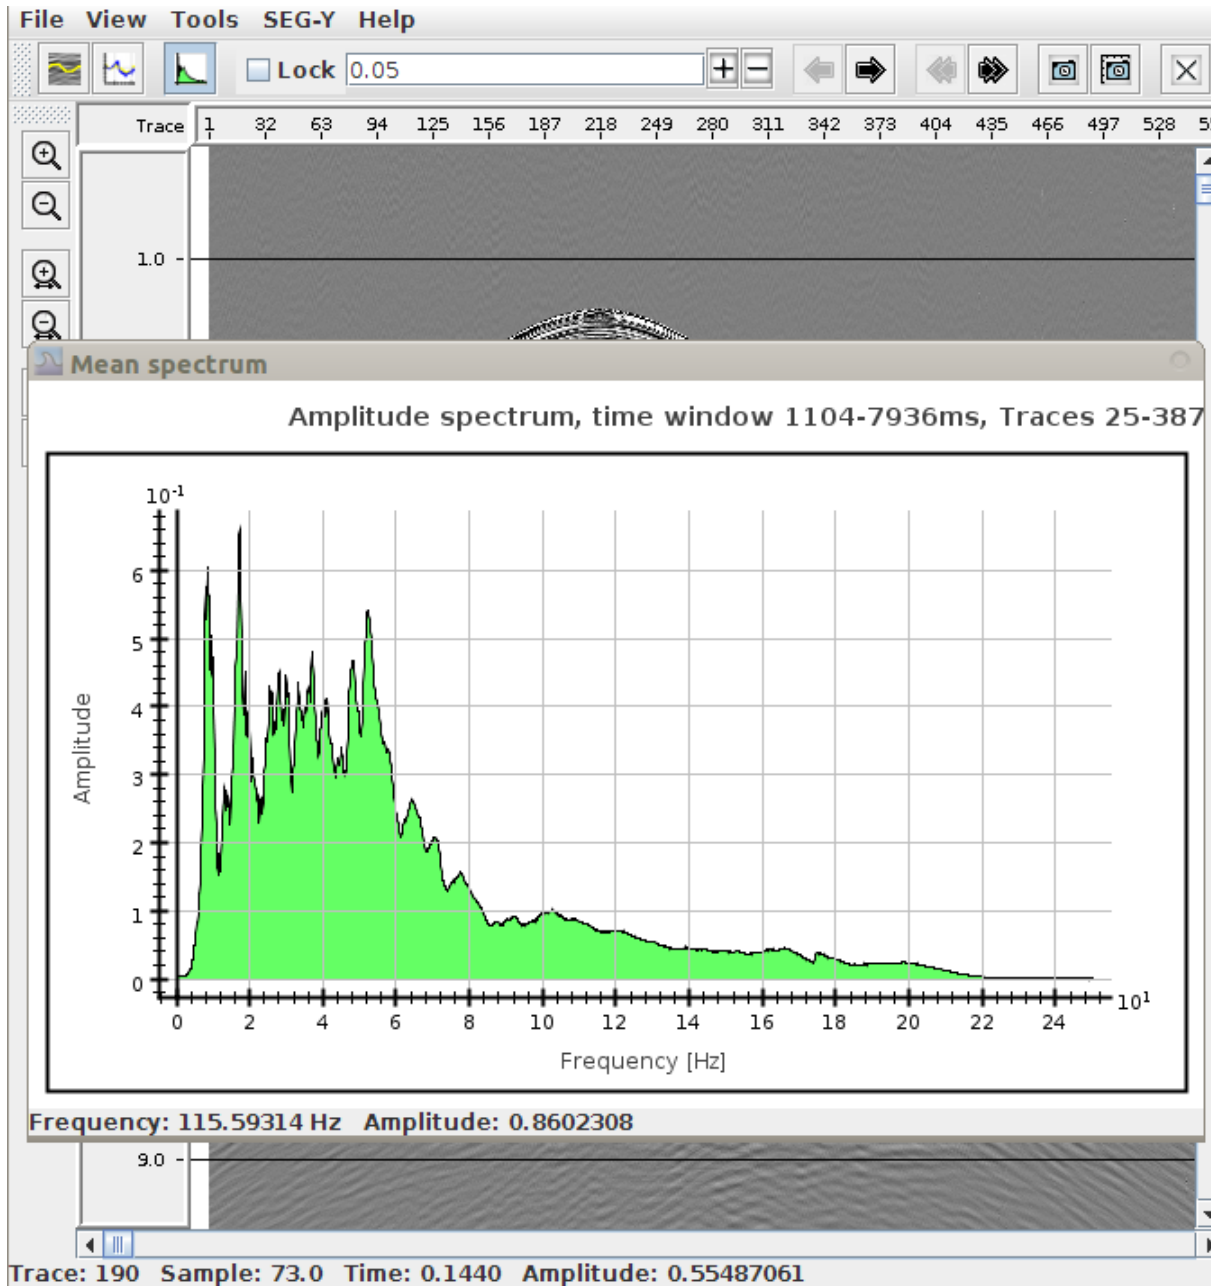 File View Tools SEG-Y Help
Lock 0.05 + −
Trace 1 32 63 94 125 156 187 218 249 280 311 342 373 404 435 466 497 528
1.0
Mean spectrum
Amplitude spectrum, time window 1104-7936ms, Traces 25-387
10⁻¹
6
5
4
3
2
1
0
Amplitude
0 2 4 6 8 10 12 14 16 18 20 22 24 10¹
Frequency [Hz]
Frequency: 115.59314 Hz Amplitude: 0.8602308
9.0
Trace: 190 Sample: 73.0 Time: 0.1440 Amplitude: 0.55487061